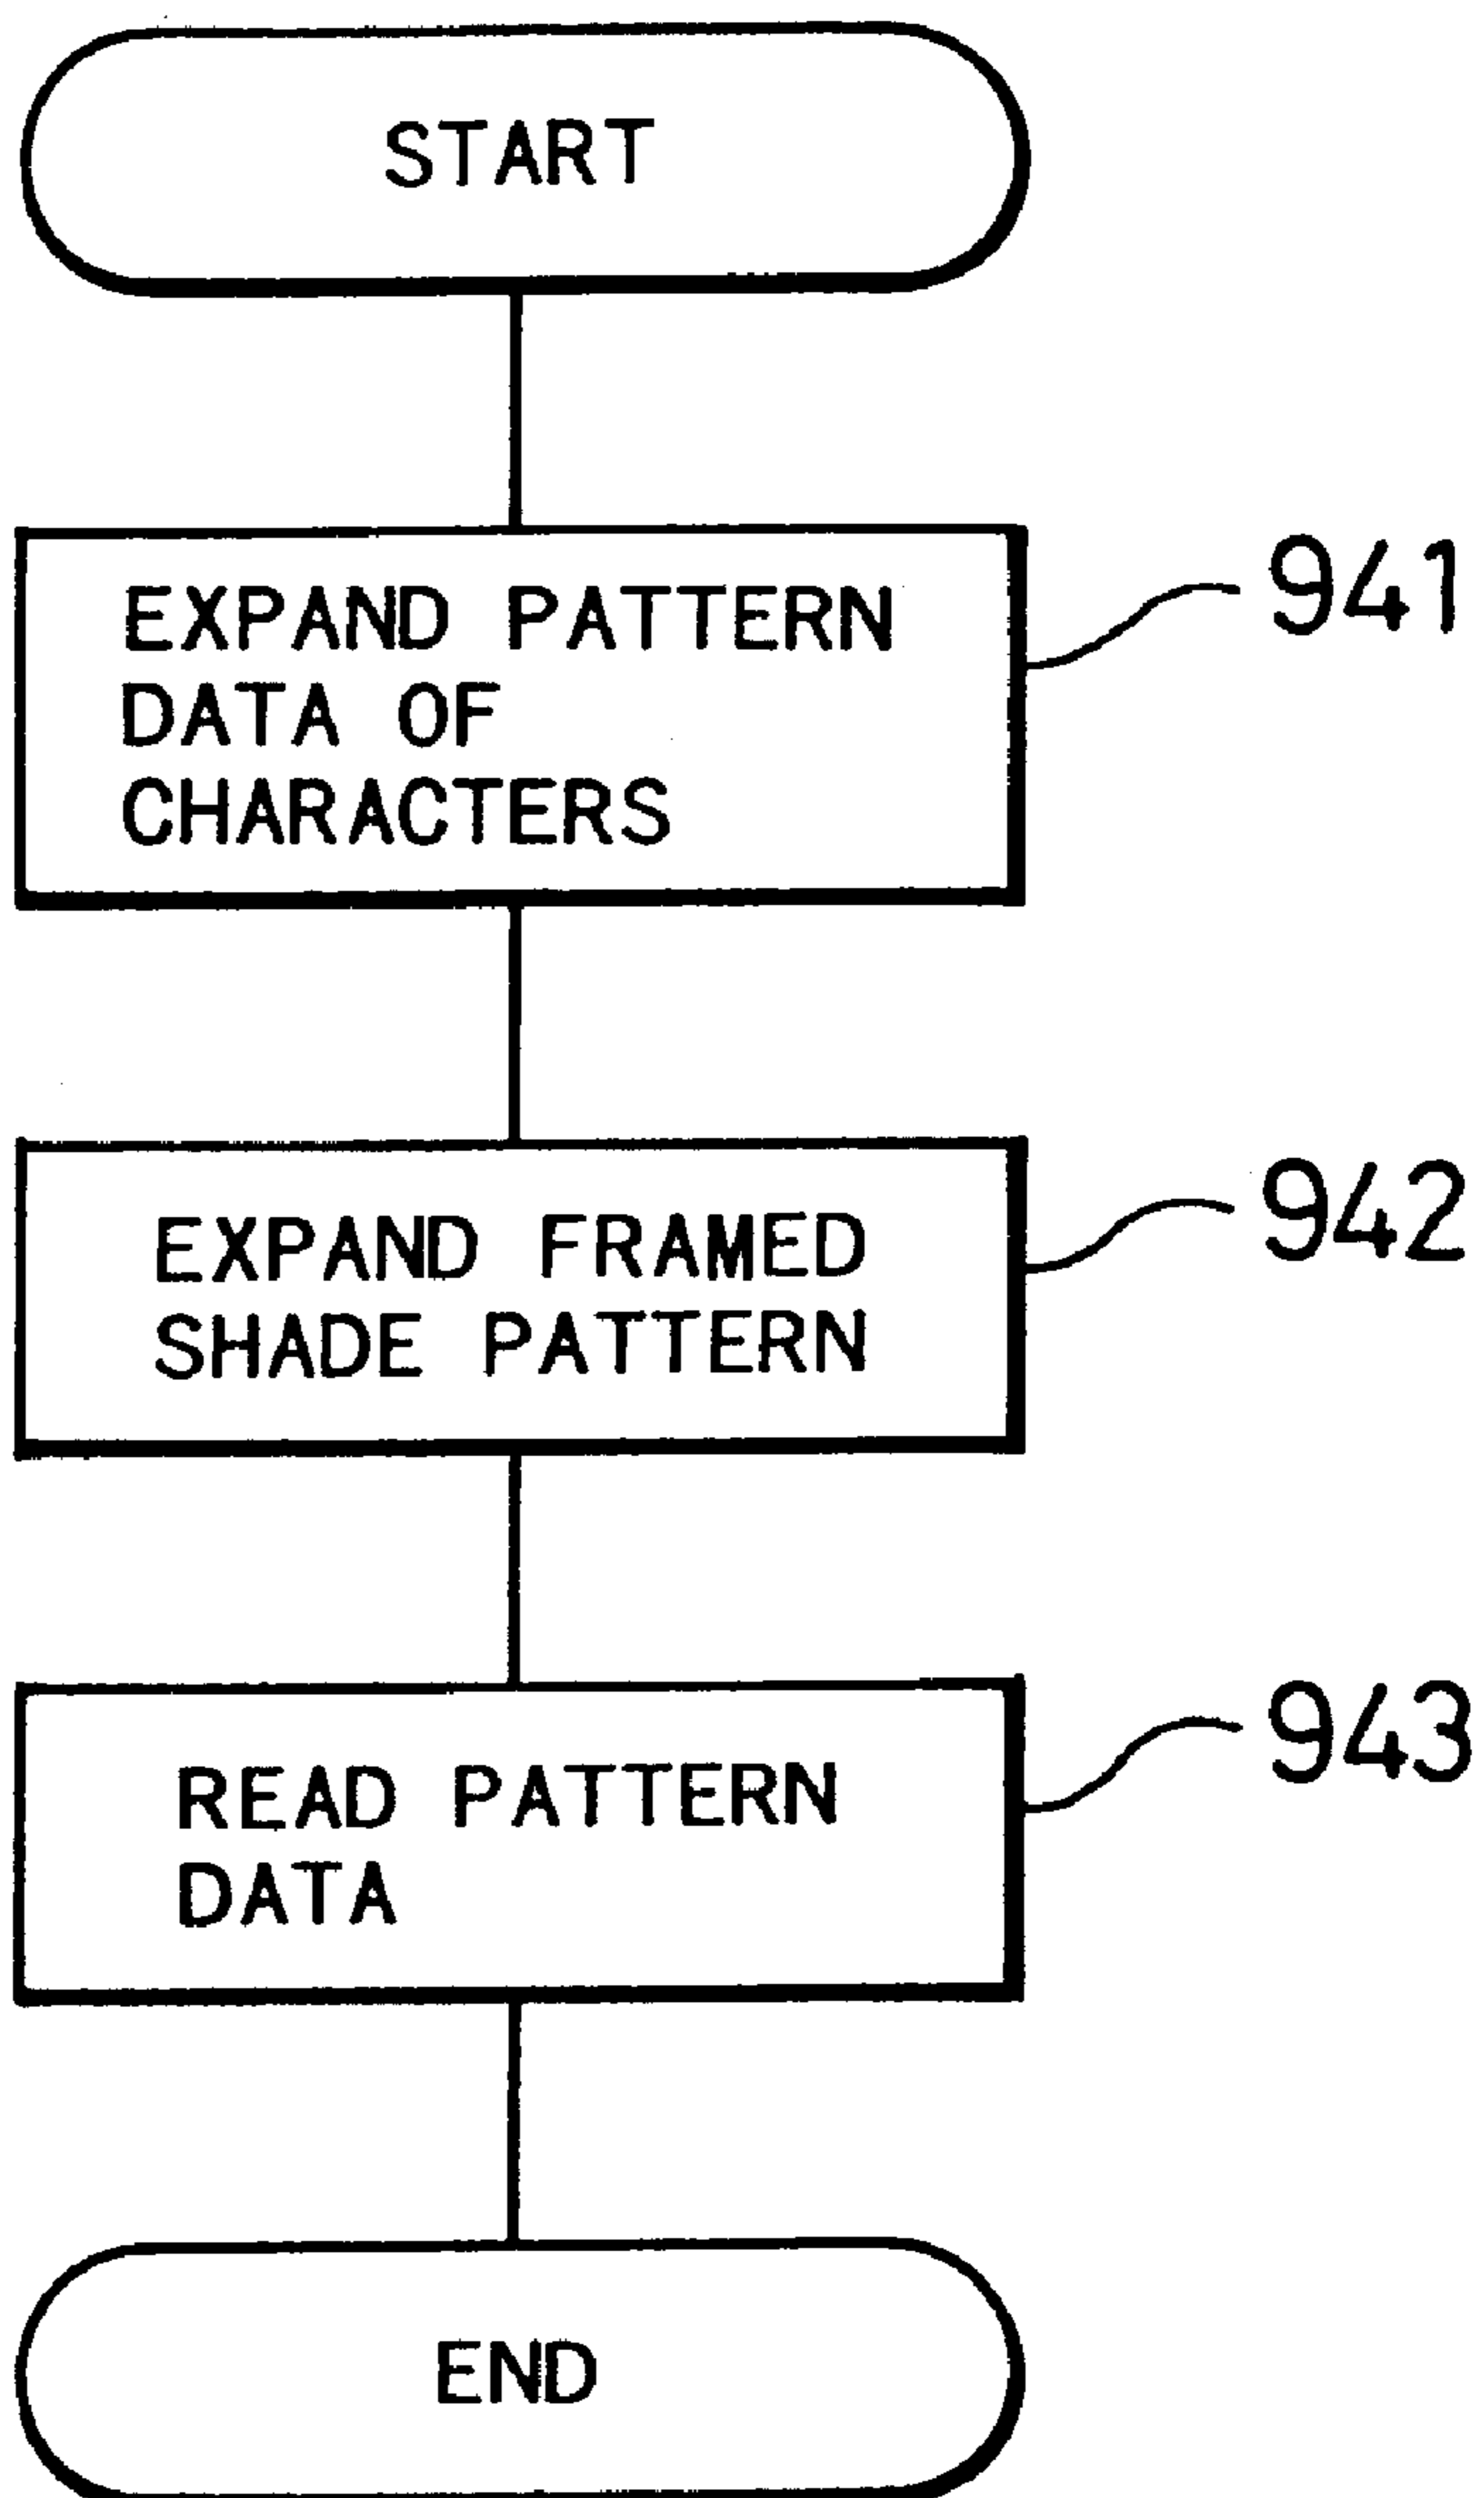 START
EXPAND PATTERN
DATA OF
CHARACTERS
941
EXPAND FRAMED
SHADE PATTERN
942
READ PATTERN
DATA
943
END